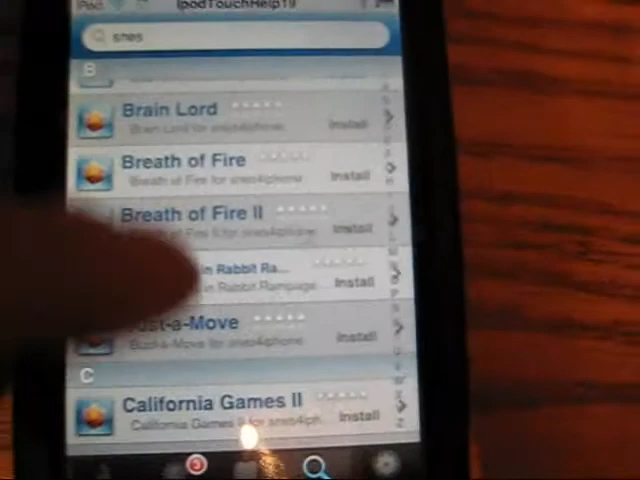 iPod IpodTouchHelp19
snes
B
Brain Lord
Brain Lord for snes4iphone
Install
Breath of Fire
Breath of Fire for snes4iphone
Install
Breath of Fire II
of Fire II for snes4iphone
Install
in Rabbit Ra...
in Rabbit Rampage
Install
ust-a-Move
Bust-a-Move for snes4iphone
Install
C
California Games II
California Games II for snes4iph
Install